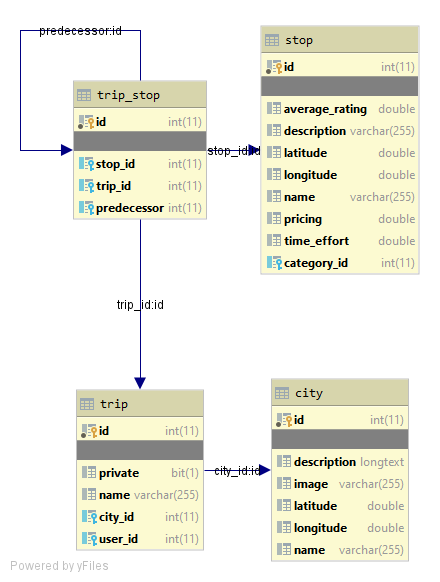 predecessor:id
trip_stop
id int(11)
stop_id int(11)
trip_id int(11)
predecessor int(11)
stop_id:id
stop
id int(11)
average_rating double
description varchar(255)
latitude double
longitude double
name varchar(255)
pricing double
time_effort double
category_id int(11)
trip_id:id
trip
id int(11)
private bit(1)
name varchar(255)
city_id int(11)
user_id int(11)
city_id:id
city
id int(11)
description longtext
image varchar(255)
latitude double
longitude double
name varchar(255)
Powered by yFiles